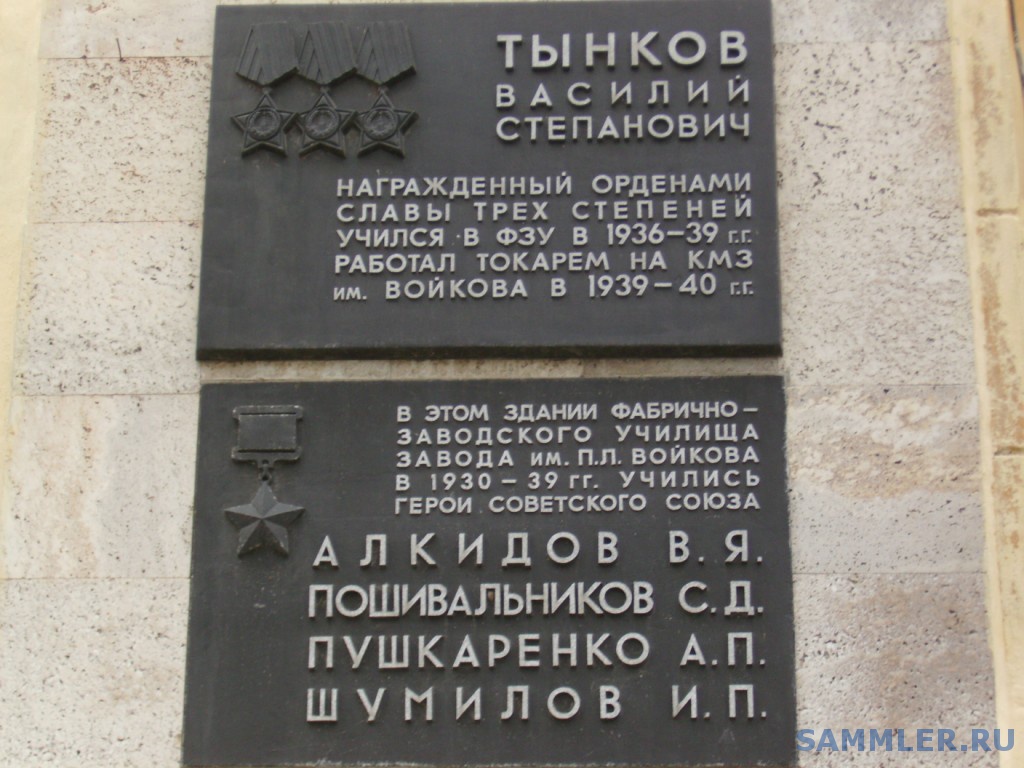 ТЫНКОВ
ВАСИЛИЙ
СТЕПАНОВИЧ
НАГРАЖДЕННЫЙ ОРДЕНАМИ
СЛАВЫ ТРЕХ СТЕПЕНЕЙ
УЧИЛСЯ В ФЗУ В 1936-39 г.г.
РАБОТАЛ ТОКАРЕМ НА КМЗ
им. ВОЙКОВА В 1939-40 г.г.
В ЭТОМ ЗДАНИИ ФАБРИЧНО-
ЗАВОДСКОГО УЧИЛИЩА
ЗАВОДА им. П.Л. ВОЙКОВА
В 1930-39 гг. УЧИЛИСЬ
ГЕРОИ СОВЕТСКОГО СОЮЗА
АЛКИДОВ В.Я.
ПОШИВАЛЬНИКОВ С.Д.
ПУШКАРЕНКО А.П.
ШУМИЛОВ И.П.
SAMMLER.RU